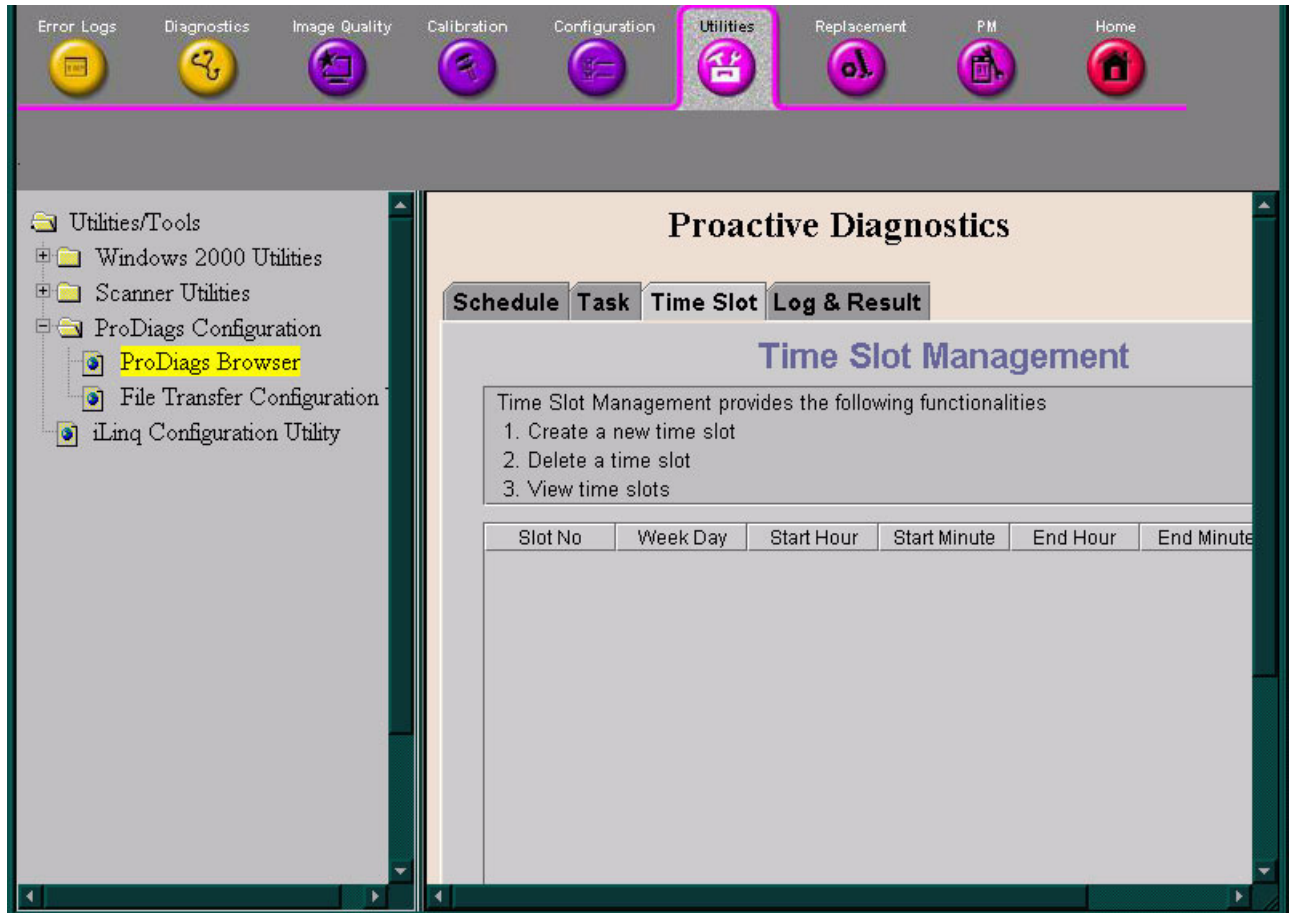 Error Logs Diagnostics Image Quality Calibration Configuration Utilities Replacement PM Home
Utilities/Tools
Windows 2000 Utilities
Scanner Utilities
ProDiags Configuration
ProDiags Browser
File Transfer Configuration
iLinq Configuration Utility
Proactive Diagnostics
Schedule Task Time Slot Log & Result
Time Slot Management
Time Slot Management provides the following functionalities
1. Create a new time slot
2. Delete a time slot
3. View time slots
Slot No Week Day Start Hour Start Minute End Hour End Minute